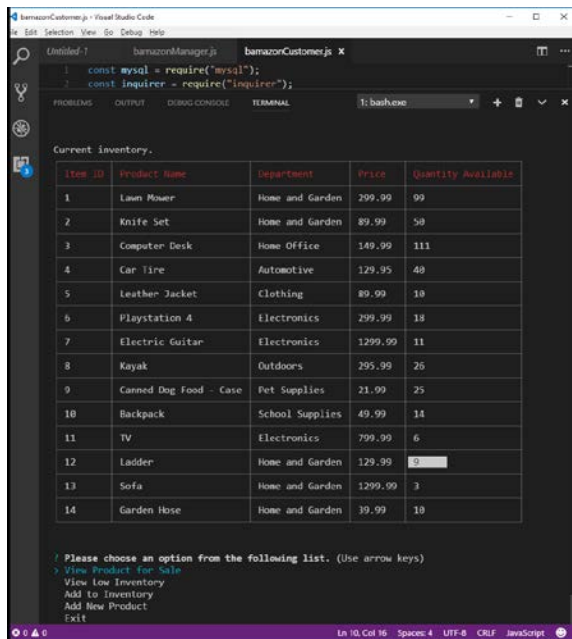 bamazonCustomer.js - Visual Studio Code
File Edit Selection View Go Debug Help
Untitled-1 bamazonManager.js bamazonCustomer.js X
1 const mysql = require("mysql");
2 const inquirer = require("inquirer");
PROBLEMS OUTPUT DEBUG CONSOLE TERMINAL 1: bash.exe
Current inventory.
Item ID Product Name Department Price Quantity Available
1 Lawn Mower Home and Garden 299.99 99
2 Knife Set Home and Garden 89.99 50
3 Computer Desk Home Office 149.99 111
4 Car Tire Automotive 129.95 40
5 Leather Jacket Clothing 89.99 10
6 Playstation 4 Electronics 299.99 18
7 Electric Guitar Electronics 1299.99 11
8 Kayak Outdoors 295.99 26
9 Canned Dog Food - Case Pet Supplies 21.99 25
10 Backpack School Supplies 49.99 14
11 TV Electronics 799.99 6
12 Ladder Home and Garden 129.99 9
13 Sofa Home and Garden 1299.99 3
14 Garden Hose Home and Garden 39.99 10
? Please choose an option from the following list. (Use arrow keys)
> View Product for Sale
View Low Inventory
Add to Inventory
Add New Product
Exit
0 0 Ln 10, Col 16 Spaces: 4 UTF-8 CRLF JavaScript